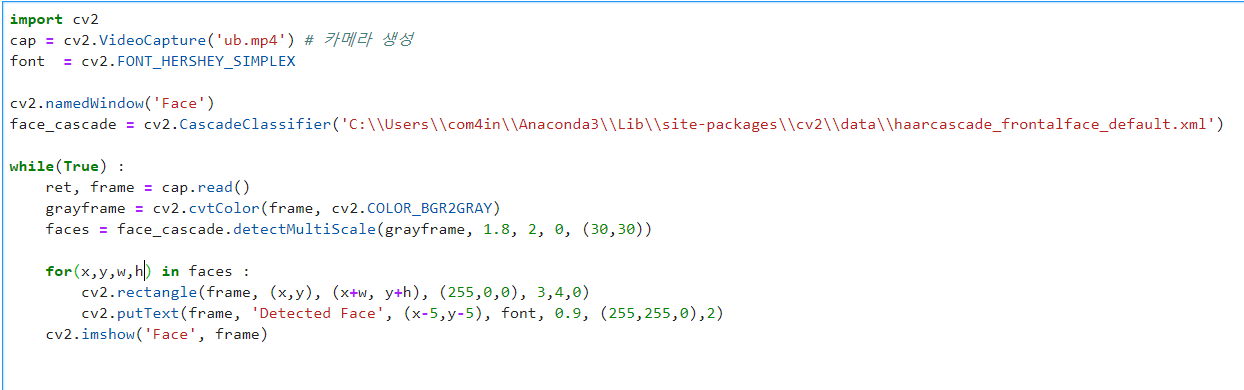 import cv2
cap = cv2.VideoCapture('ub.mp4') # 카메라 생성
font  = cv2.FONT_HERSHEY_SIMPLEX

cv2.namedWindow('Face')
face_cascade = cv2.CascadeClassifier('C:\\Users\\com4in\\Anaconda3\\Lib\\site-packages\\cv2\\data\\haarcascade_frontalface_default.xml')

while(True) :
    ret, frame = cap.read()
    grayframe = cv2.cvtColor(frame, cv2.COLOR_BGR2GRAY)
    faces = face_cascade.detectMultiScale(grayframe, 1.8, 2, 0, (30,30))

    for(x,y,w,h) in faces :
        cv2.rectangle(frame, (x,y), (x+w, y+h), (255,0,0), 3,4,0)
        cv2.putText(frame, 'Detected Face', (x-5,y-5), font, 0.9, (255,255,0),2)
    cv2.imshow('Face', frame)